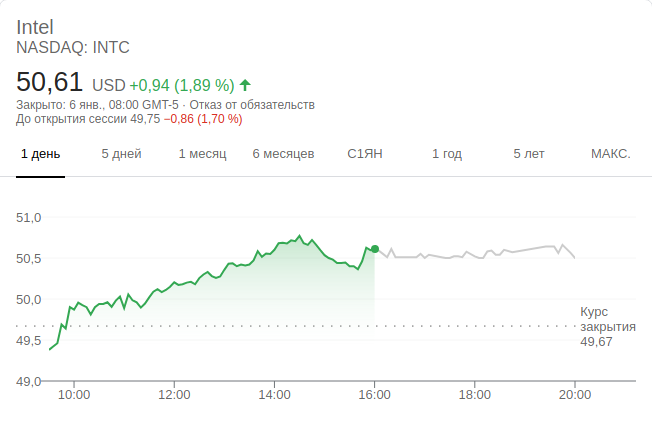 Intel
NASDAQ: INTC
50,61 USD +0,94 (1,89 %)
Закрыто: 6 янв., 08:00 GMT-5 · Отказ от обязательств
До открытия сессии 49,75 −0,86 (1,70 %)
1 день 5 дней 1 месяц 6 месяцев С1ЯН 1 год 5 лет МАКС.
51,0
50,5
50,0
Курс
закрытия
49,5
49,67
49,0
10:00 12:00 14:00 16:00 18:00 20:00